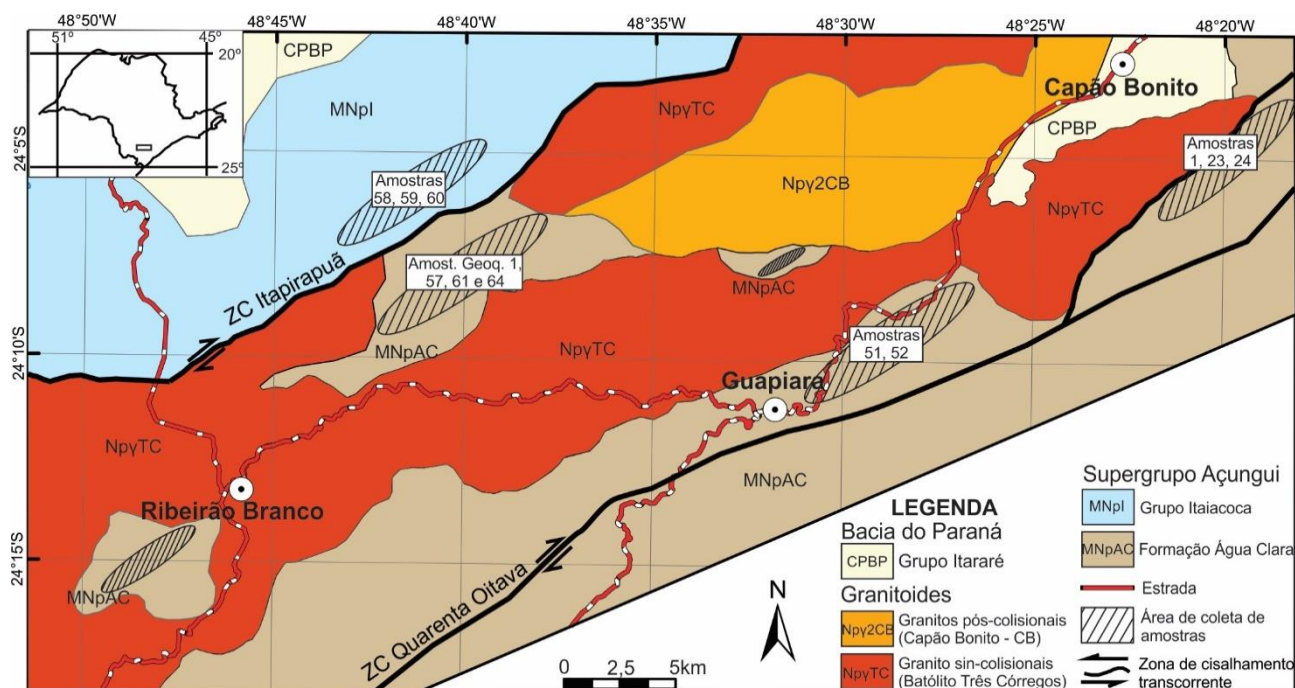 48°50'W
48°45'W
48°40'W
48°35'W
48°30'W
48°25'W
48°20'W
51°
45°
20°
25°
24°5'S
24°10'S
24°15'S
CPBP
MNpI
NpγTC
Capão Bonito
CPBP
Amostras
1, 23, 24
Amostras
58, 59, 60
Npγ2CB
NpγTC
ZC Itapirapuã
Amost. Geoq. 1,
57, 61 e 64
MNpAC
MNpAC
NpγTC
Amostras
51, 52
Guapiara
NpγTC
Ribeirão Branco
MNpAC
MNpAC
ZC Quarenta Oitava
N
0 2,5 5km
LEGENDA
Bacia do Paraná
CPBP Grupo Itararé
Granitoides
Npγ2CB Granitos pós-colisionais
(Capão Bonito - CB)
NpγTC Granito sin-colisionais
(Batólito Três Córregos)
Supergrupo Açungui
MNpI Grupo Itaiacoca
MNpAC Formação Água Clara
Estrada
Área de coleta de
amostras
Zona de cisalhamento
transcorrente